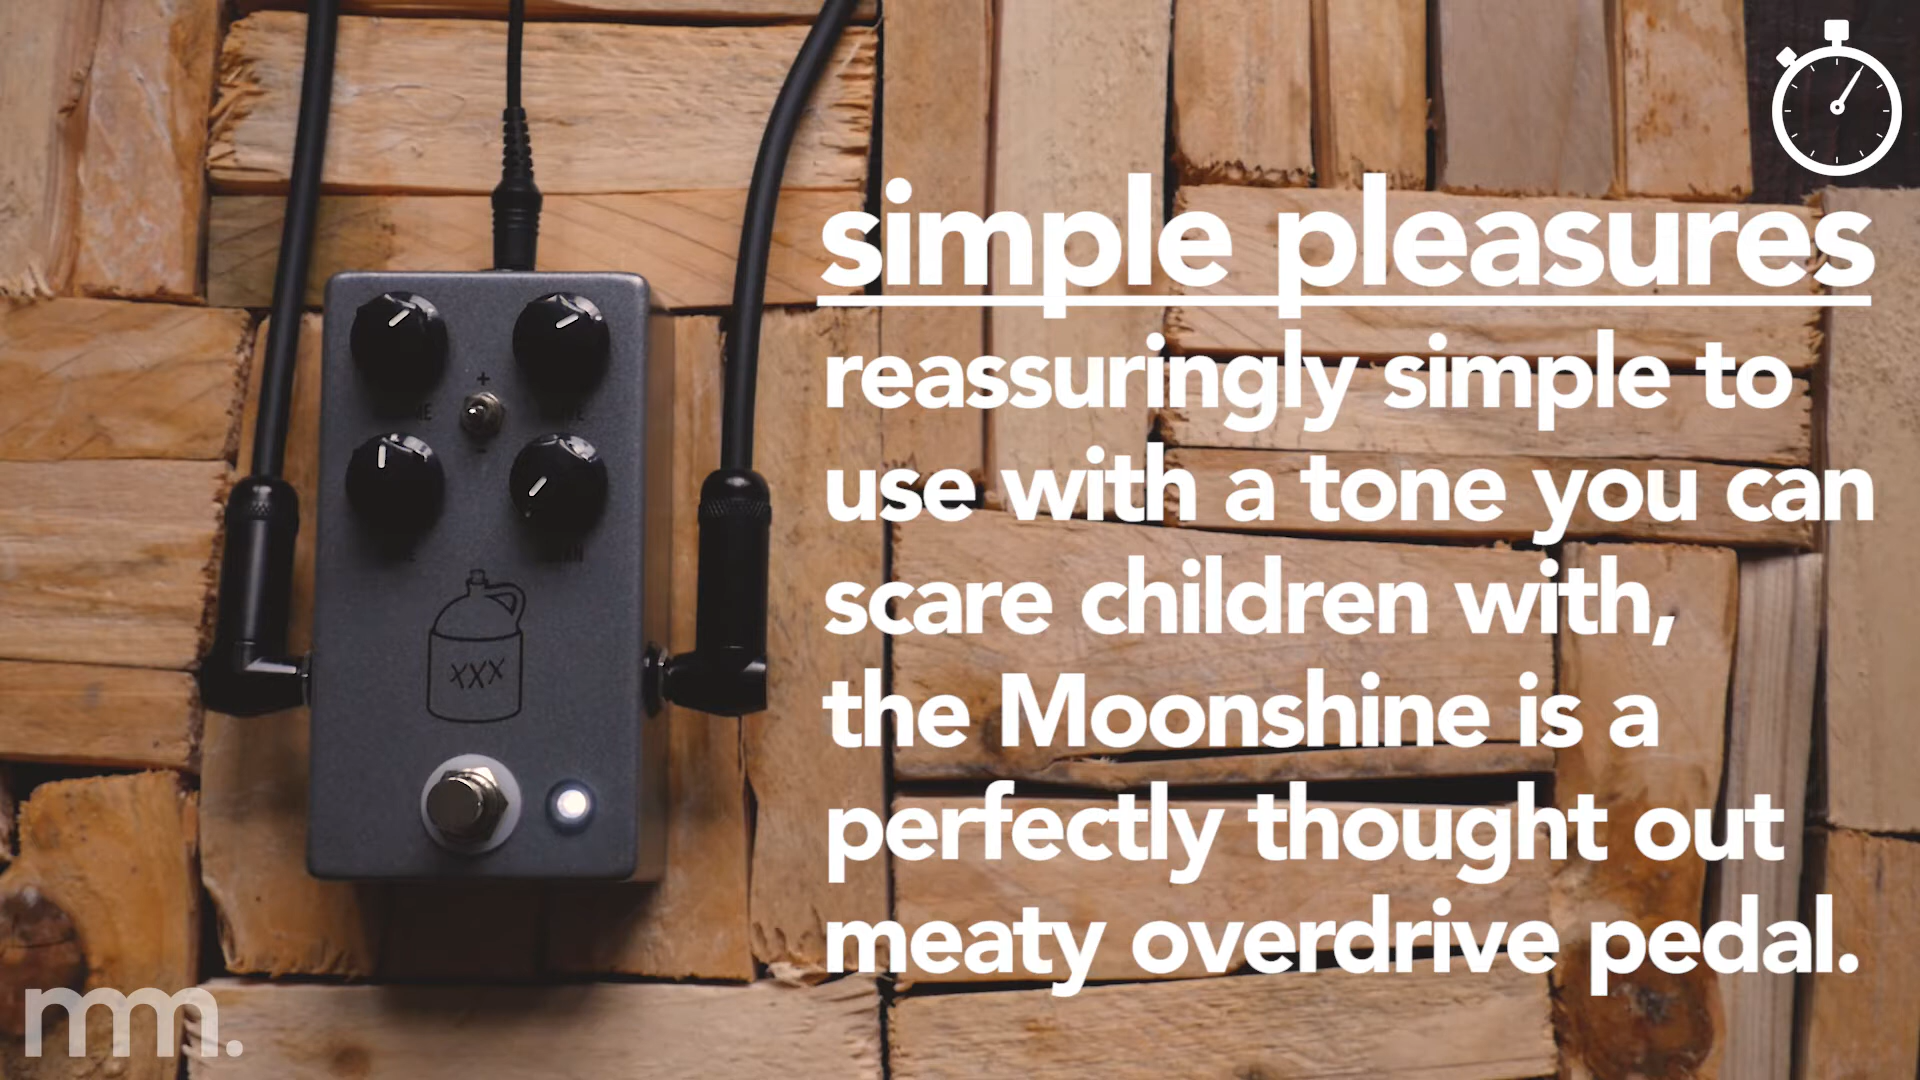 simple pleasures
reassuringly simple to
use with a tone you can
scare children with,
the Moonshine is a
perfectly thought out
meaty overdrive pedal.
+
-
XXX
mm.